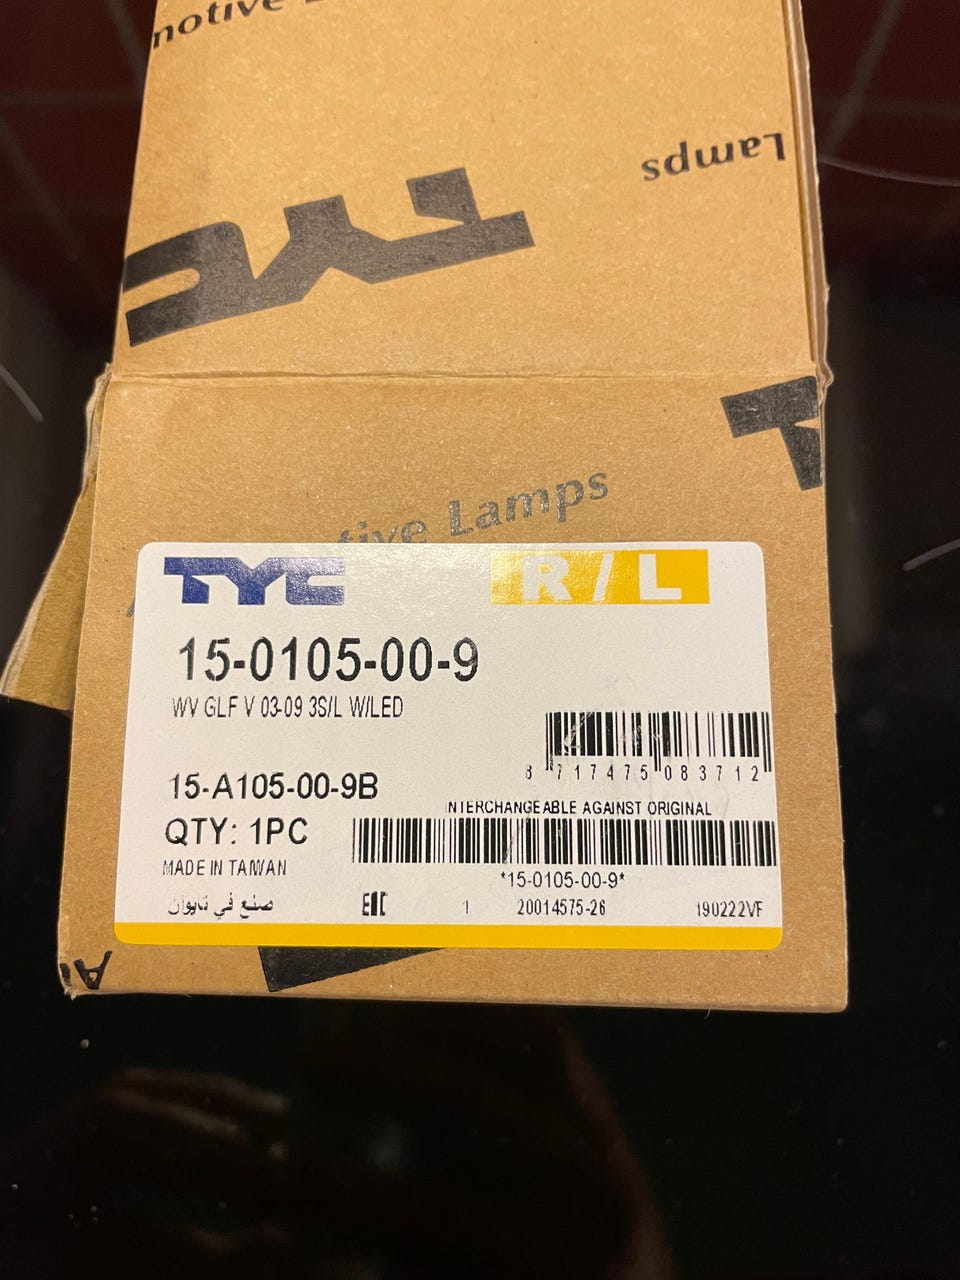 motive Lamps
Lamps
TYC
T
tive Lamps
TYC
R/L
15-0105-00-9
WV GLF V 03-09 3S/L W/LED
8 717475 083712
15-A105-00-9B
INTERCHANGEABLE AGAINST ORIGINAL
QTY: 1PC
MADE IN TAIWAN
*15-0105-00-9*
صنع في تايوان
EAC
1
20014575-26
190222VF
A